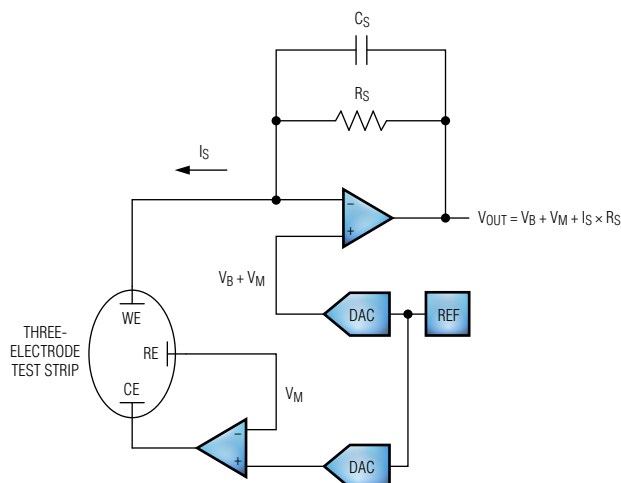 CS
RS
IS
−
+
VOUT = VB + VM + IS × RS
VB + VM
DAC
REF
THREE-
ELECTRODE
TEST STRIP
WE
RE
CE
VM
−
+
DAC